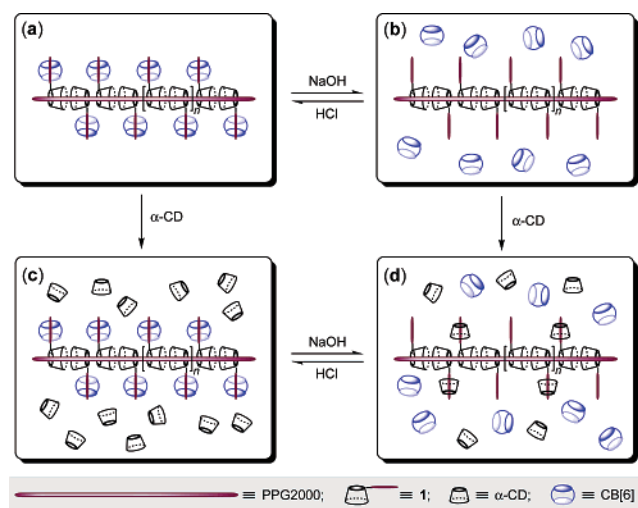 (a)
(b)
n
NaOH
HCl
n
α-CD
α-CD
(c)
(d)
n
NaOH
HCl
n
≡ PPG2000; ≡ 1; ≡ α-CD; ≡ CB[6]